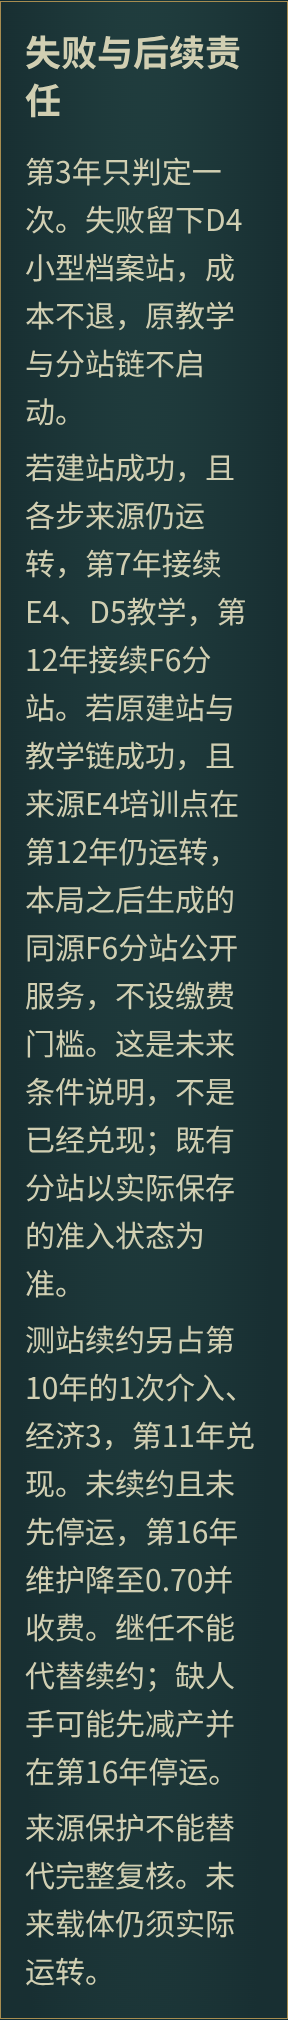 失败与后续责
任
第3年只判定一
次。失败留下D4
小型档案站，成
本不退，原教学
与分站链不启
动。
若建站成功，且
各步来源仍运
转，第7年接续
E4、D5教学，第
12年接续F6分
站。若原建站与
教学链成功，且
来源E4培训点在
第12年仍运转，
本局之后生成的
同源F6分站公开
服务，不设缴费
门槛。这是未来
条件说明，不是
已经兑现；既有
分站以实际保存
的准入状态为
准。
测站续约另占第
10年的1次介入、
经济3，第11年兑
现。未续约且未
先停运，第16年
维护降至0.70并
收费。继任不能
代替续约；缺人
手可能先减产并
在第16年停运。
来源保护不能替
代完整复核。未
来载体仍须实际
运转。